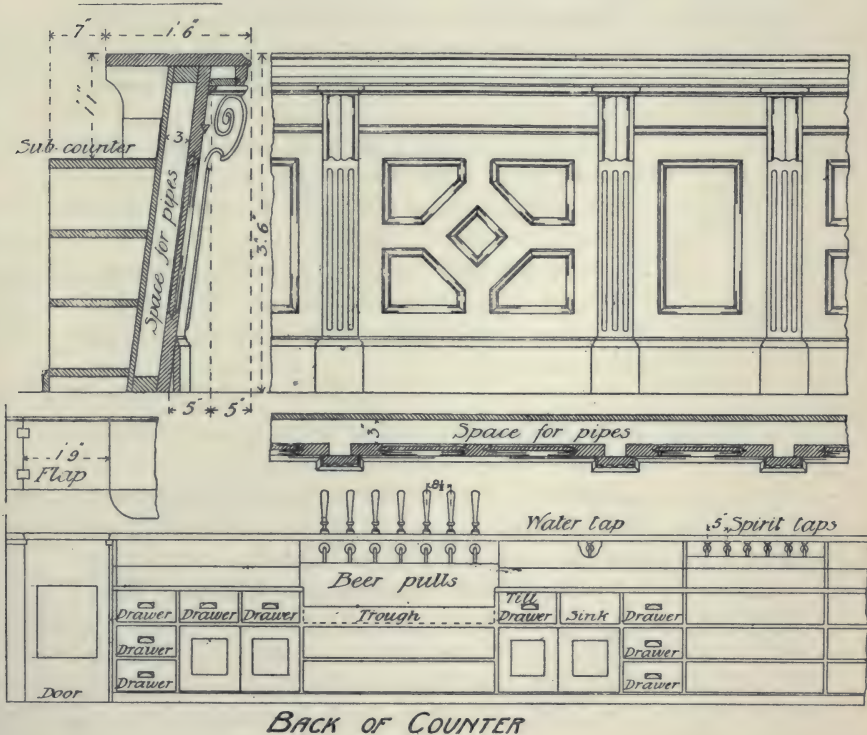 7" 1'6"
11"
Sub-counter
3"
Space for pipes
3'.6"
5" 5"
3"
Space for pipes
1'9"
Flap
Water tap
5" Spirit taps
Beer pulls
Till
Drawer Drawer Drawer Trough Drawer Sink Drawer
Drawer Drawer
Door Drawer Drawer
BACK OF COUNTER